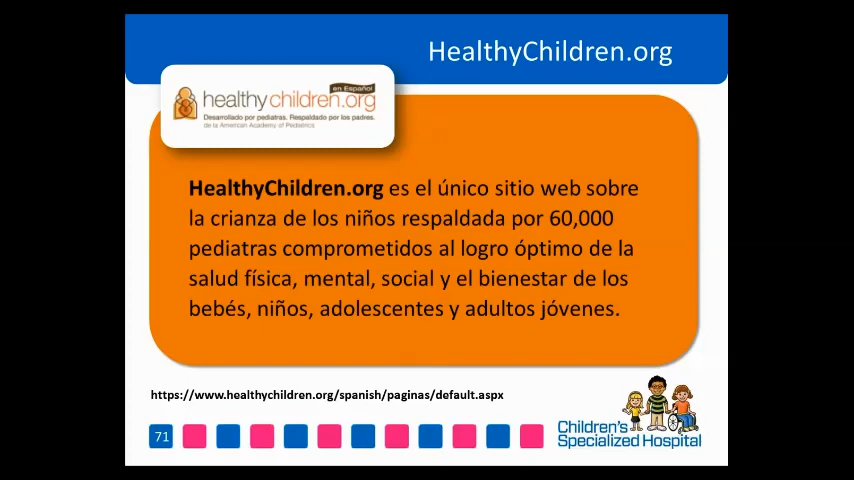 HealthyChildren.org
en Español
healthychildren.org
Desarrollado por pediatras. Respaldado por los padres.
de la American Academy of Pediatrics
HealthyChildren.org es el único sitio web sobre
la crianza de los niños respaldada por 60,000
pediatras comprometidos al logro óptimo de la
salud física, mental, social y el bienestar de los
bebés, niños, adolescentes y adultos jóvenes.
https://www.healthychildren.org/spanish/paginas/default.aspx
71
Children's
Specialized Hospital